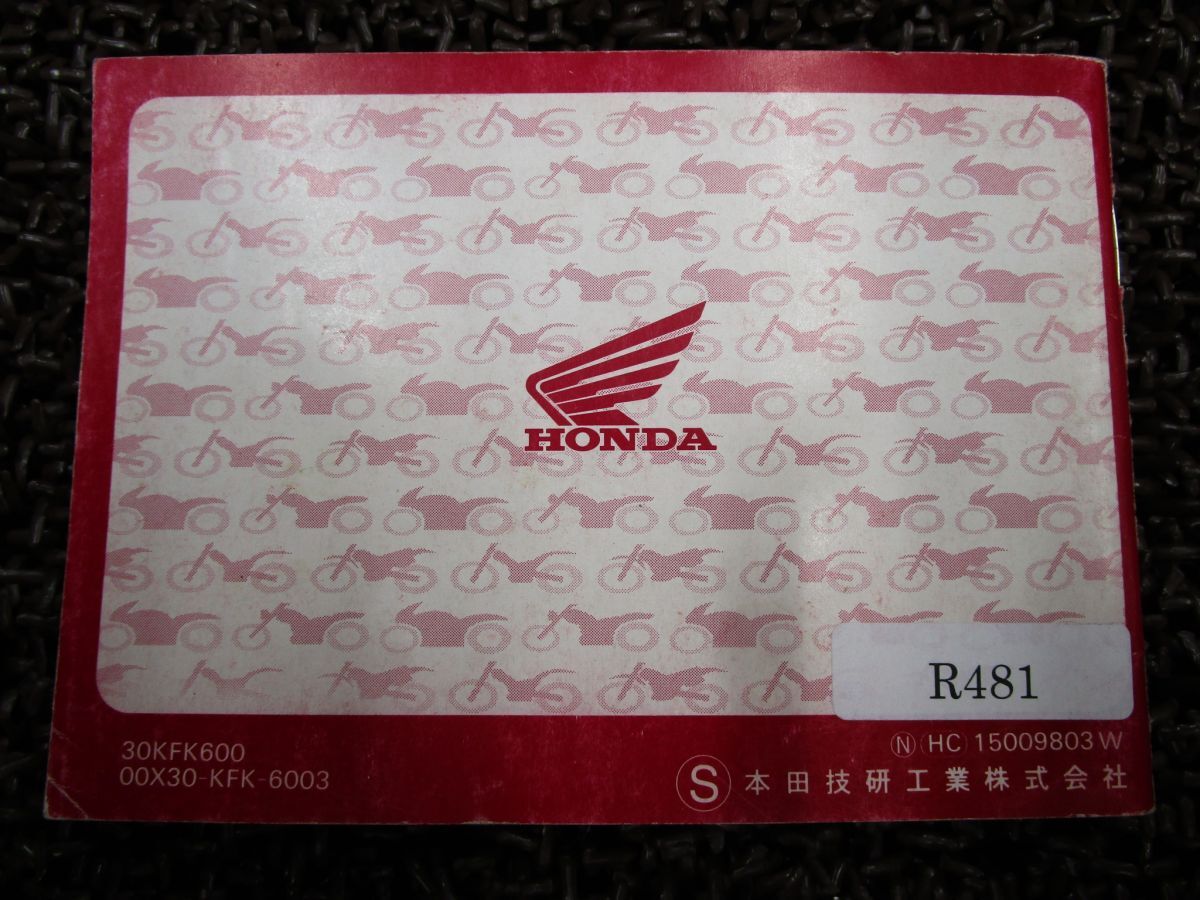 HONDA
R481
30KFK600
00X30-KFK-6003
Ⓝ (HC) 15009803 W
Ⓢ 本田技研工業株式会社